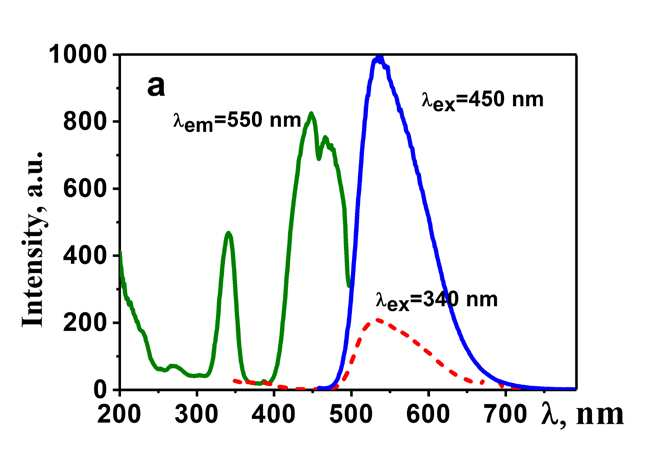 1000
a
λex=450 nm
λem=550 nm
800
600
Intensity, a.u.
400
λex=340 nm
200
0
200 300 400 500 600 700 λ, nm